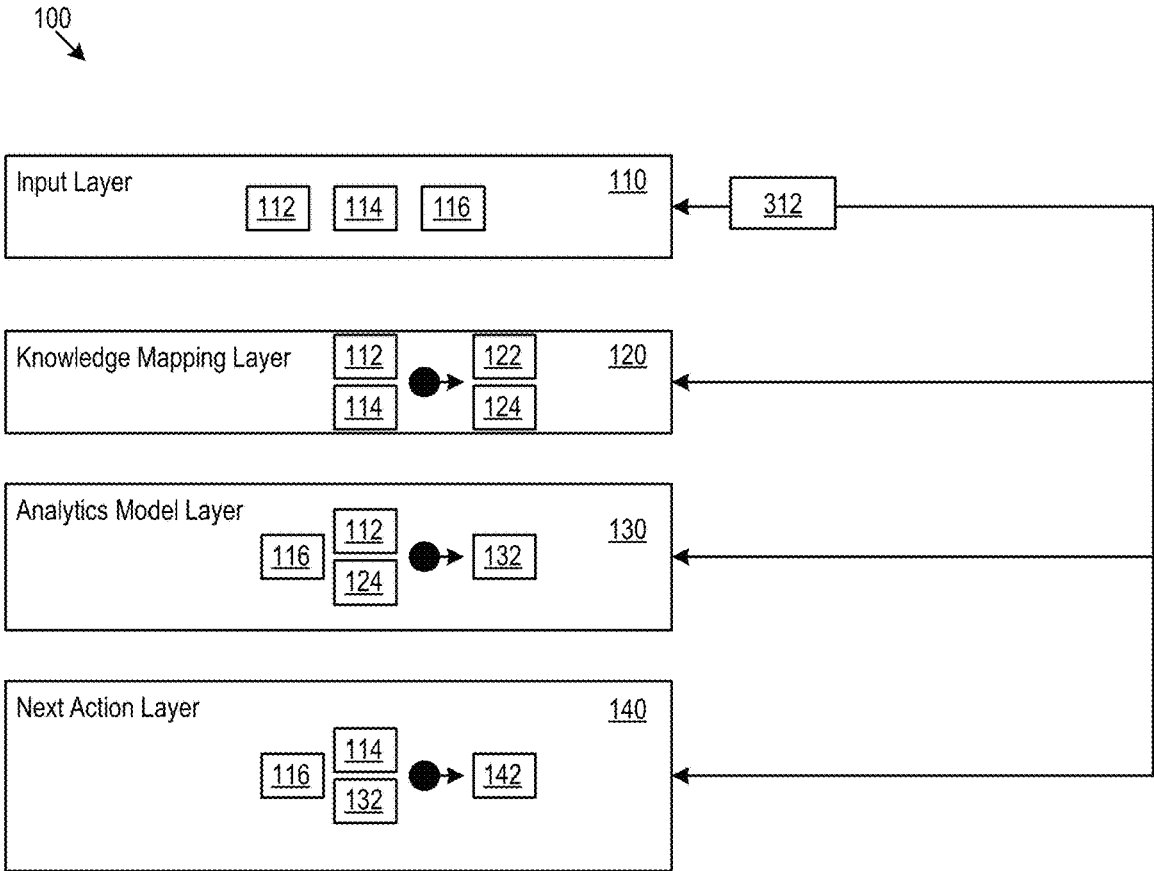 100
Input Layer 110
112 114 116 312
Knowledge Mapping Layer 112 122 120
114 124
Analytics Model Layer 112 130
116 132
124
Next Action Layer 140
114
116 142
132